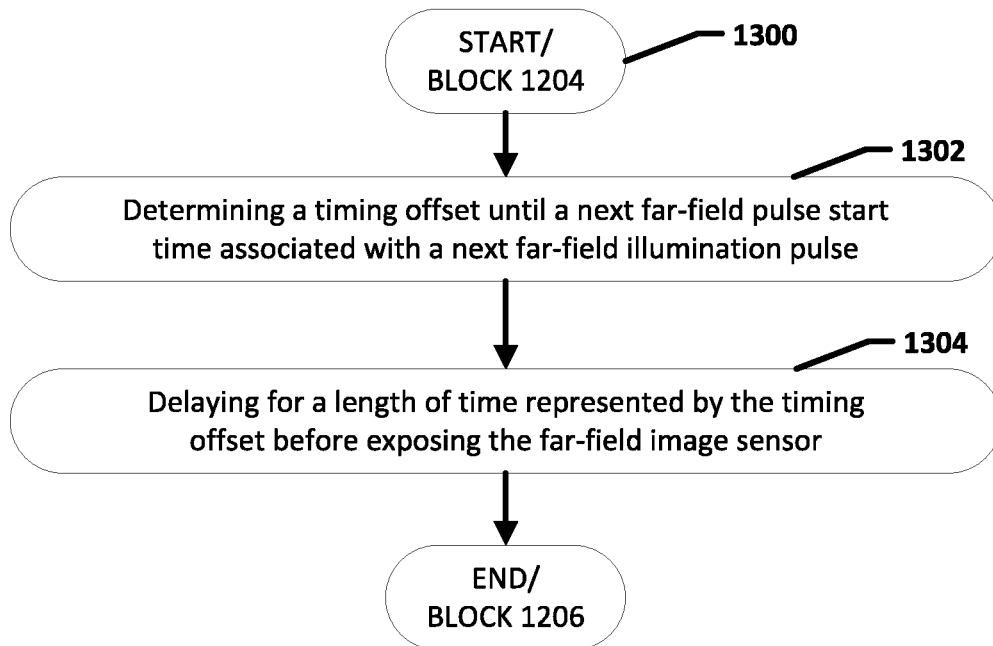 START/
BLOCK 1204
1300
1302
Determining a timing offset until a next far-field pulse start
time associated with a next far-field illumination pulse
1304
Delaying for a length of time represented by the timing
offset before exposing the far-field image sensor
END/
BLOCK 1206